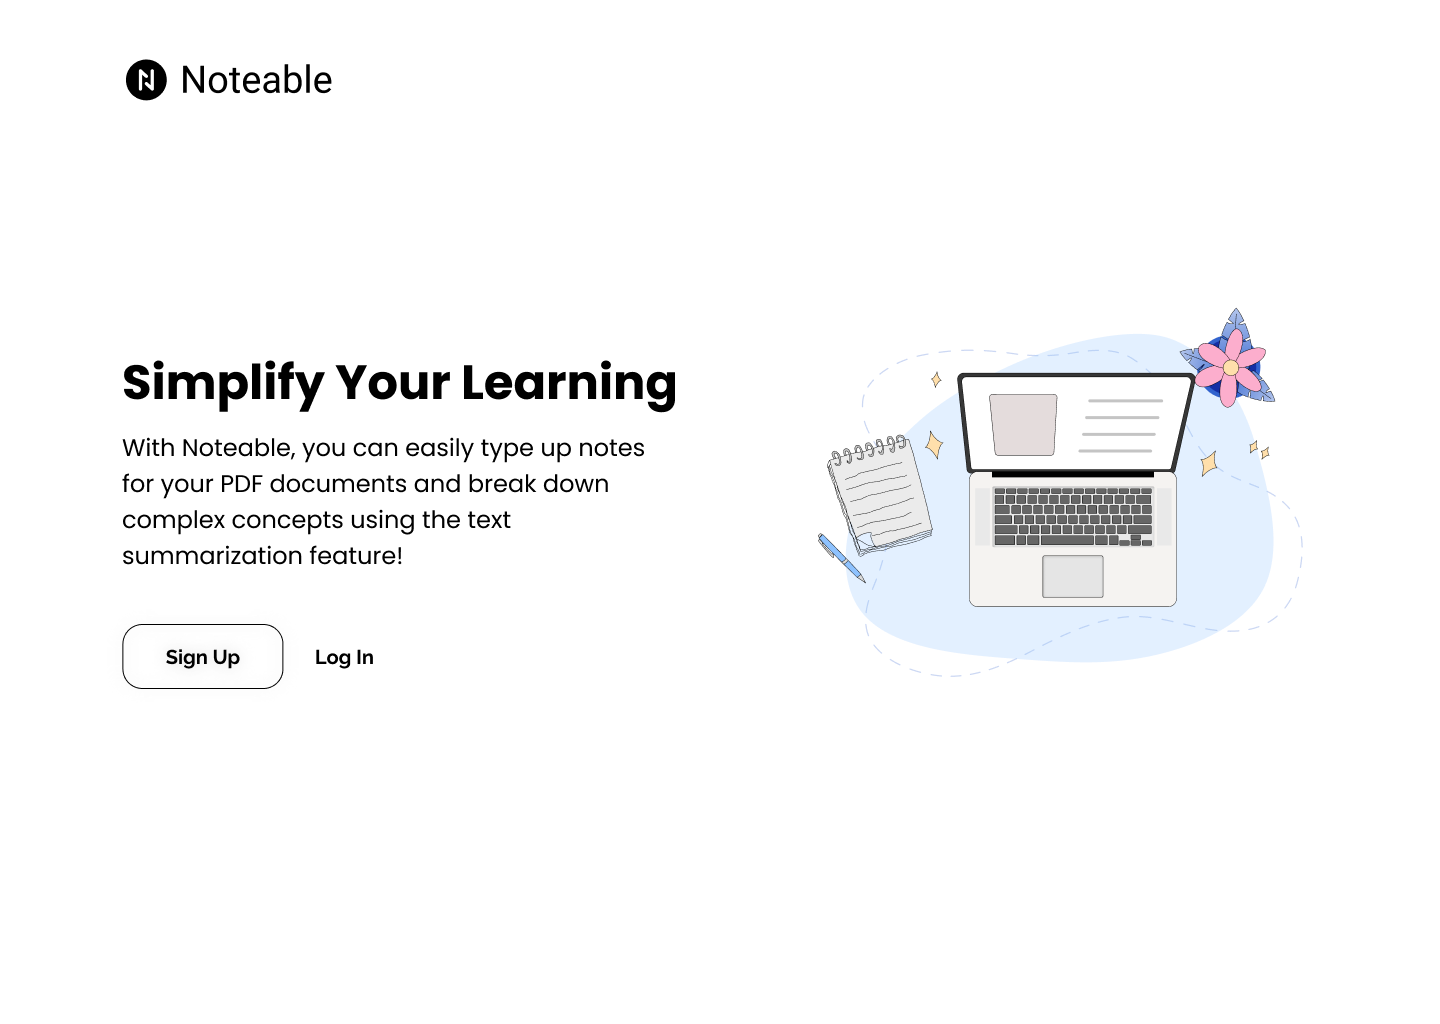 Noteable
Simplify Your Learning
With Noteable, you can easily type up notes
for your PDF documents and break down
complex concepts using the text
summarization feature!
Sign Up
Log In